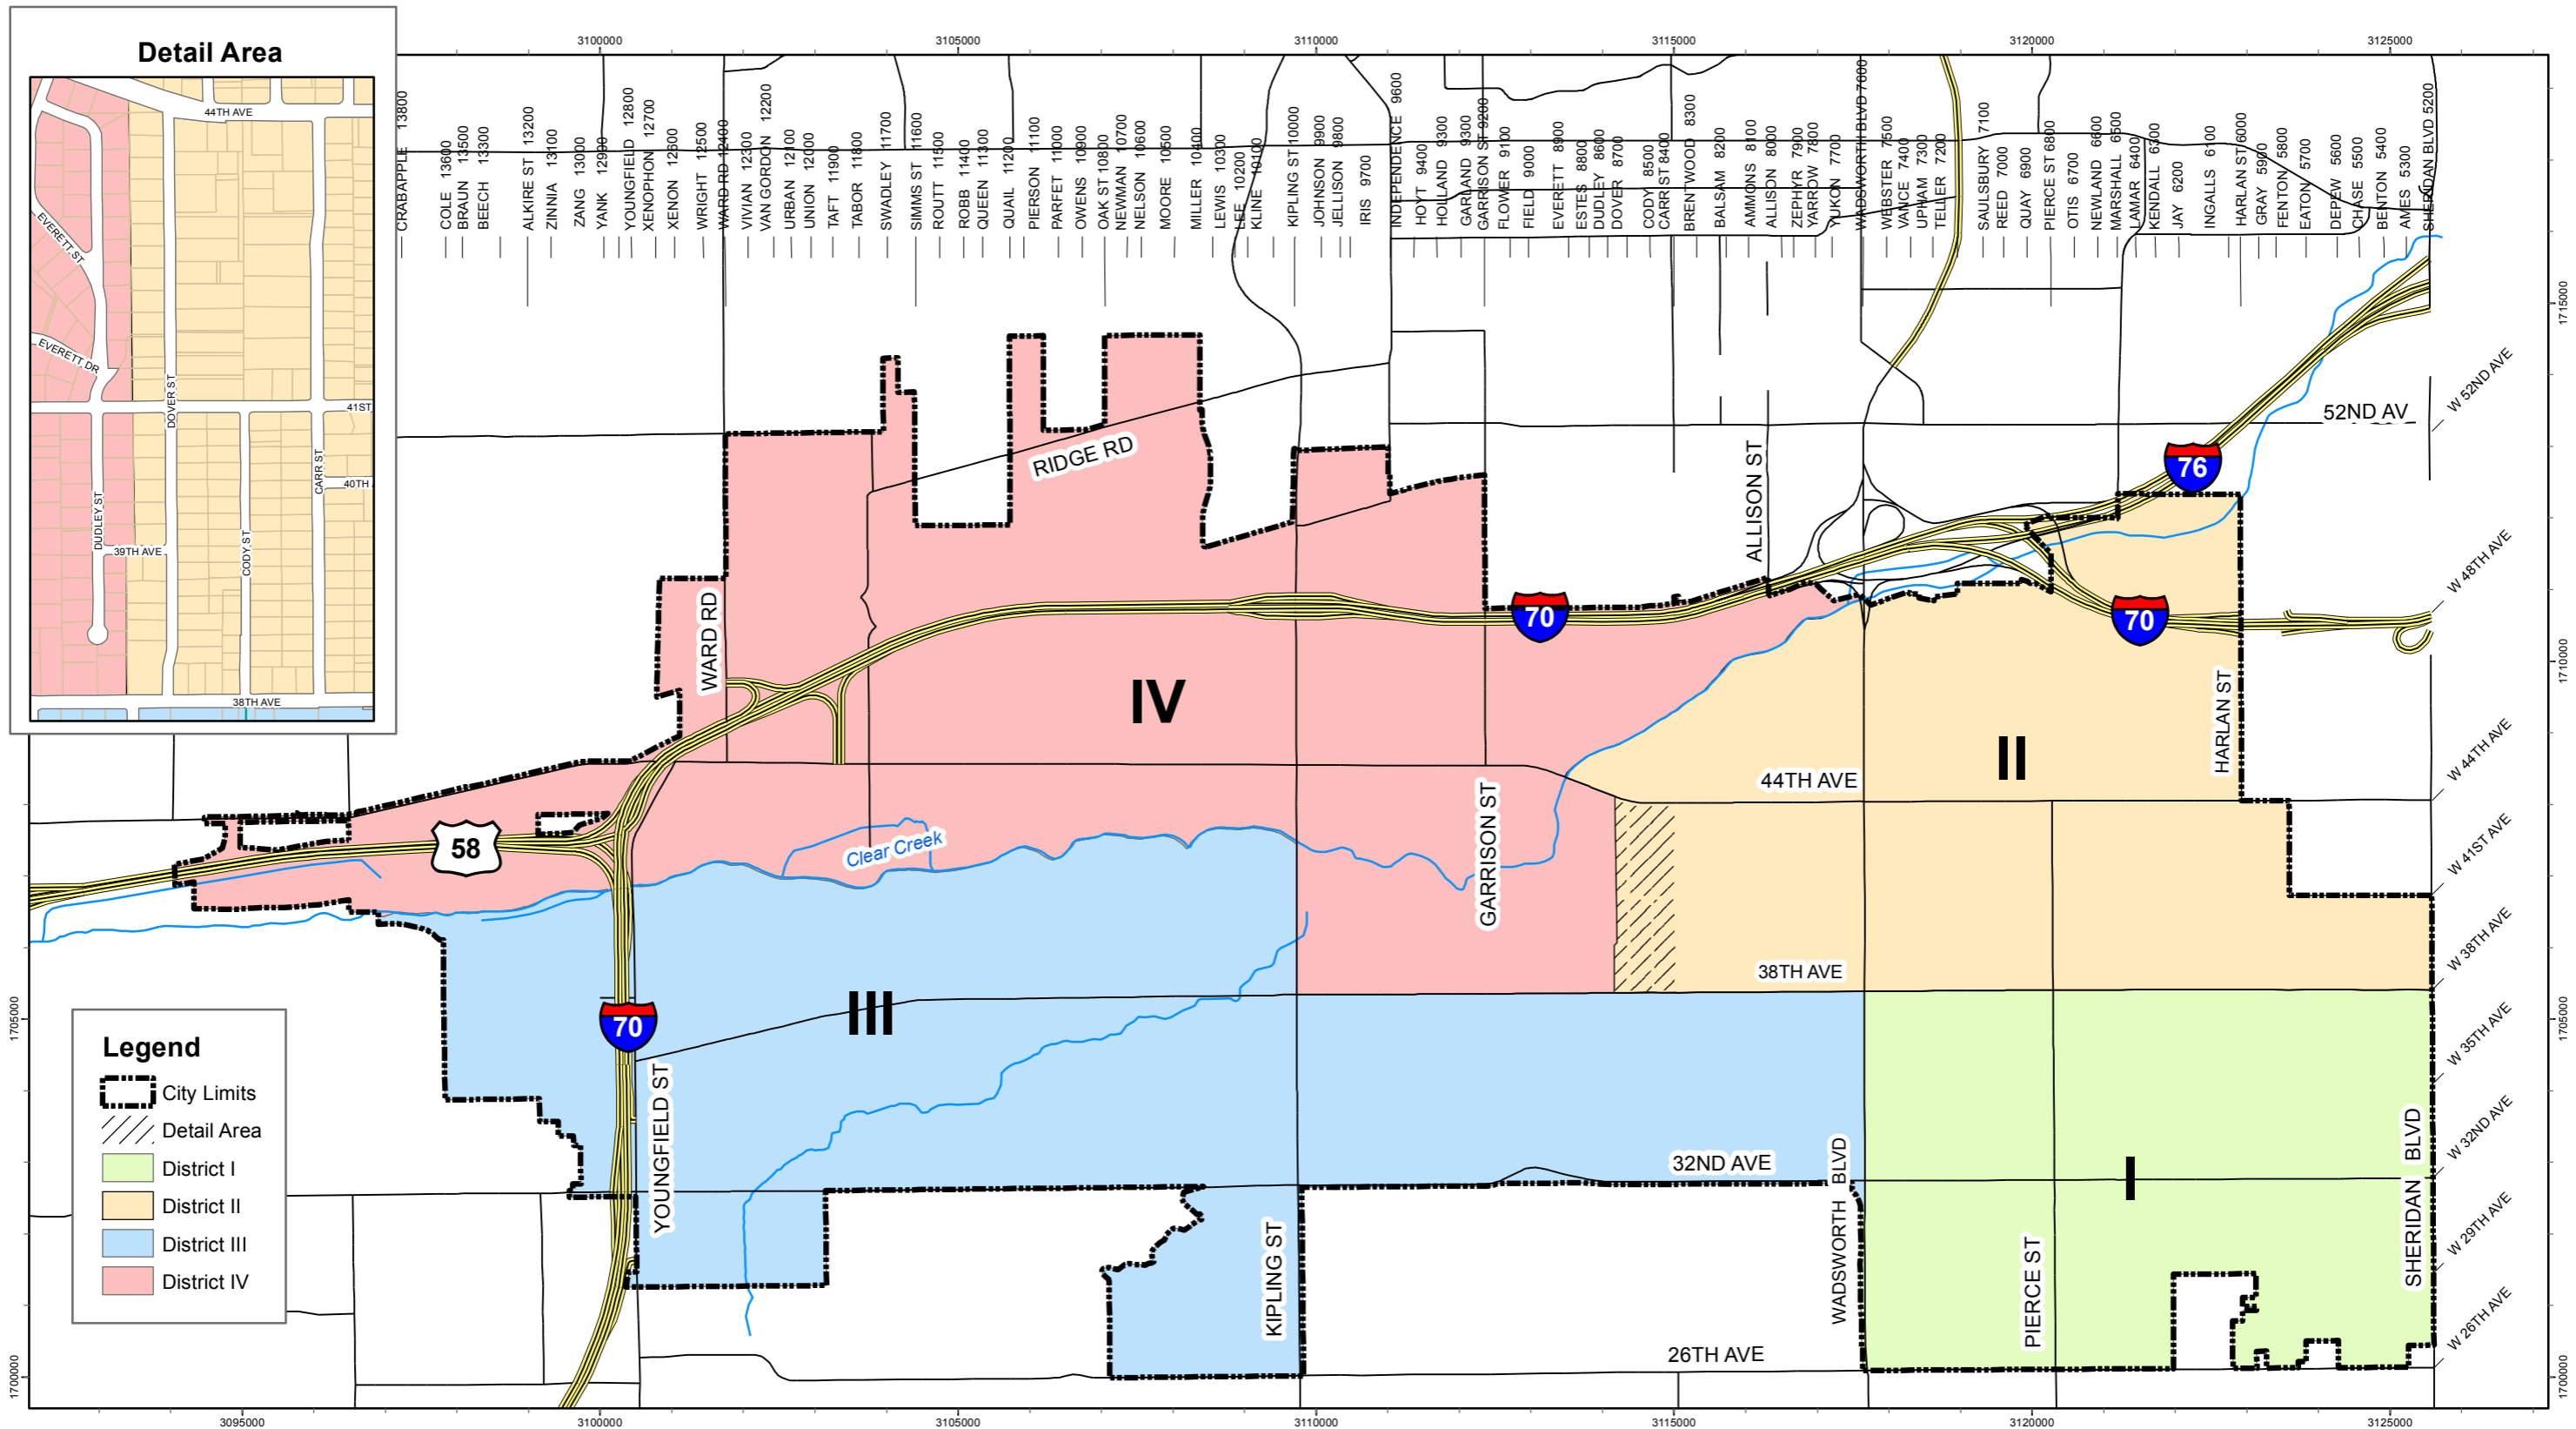 Detail Area
44TH AVE
EVERETT ST
EVERETT DR
DOVER ST
41ST
CARR ST
40TH
DUDLEY ST
39TH AVE
CODY ST
38TH AVE
3100000
3105000
3110000
3115000
3120000
3125000
CRABAPPLE 13800
COLE 13600
BRAUN 13500
BEECH 13300
ALKIRE ST 13200
ZINNIA 13100
ZANG 13000
YANK 12900
YOUNGFIELD 12800
XENOPHON 12700
XENON 12600
WRIGHT 12500
WARD RD 12400
VIVIAN 12300
VAN GORDON 12200
URBAN 12100
UNION 12000
TAFT 11900
TABOR 11800
SWADLEY 11700
SIMMS ST 11600
ROUTT 11500
ROBB 11400
QUEEN 11300
QUAIL 11200
PIERSON 11100
PARFET 11000
OWENS 10900
OAK ST 10800
NEWMAN 10700
NELSON 10600
MOORE 10500
MILLER 10400
LEWIS 10300
LEE 10200
KLINE 10100
KIPLING ST 10000
JOHNSON 9900
JELLISON 9800
IRIS 9700
INDEPENDENCE 9600
HOYT 9400
HOLLAND 9300
GARLAND 9300
GARRISON ST 9200
FLOWER 9100
FIELD 9000
EVERETT 8900
ESTES 8800
DUDLEY 8600
DOVER 8700
CODY 8500
CARR ST 8400
BRENTWOOD 8300
BALSAM 8200
AMMONS 8100
ALLISON 8000
ZEPHYR 7900
YARROW 7800
YUKON 7700
WADSWORTH BLVD 7600
WEBSTER 7500
VANCE 7400
UPHAM 7300
TELLER 7200
SAULSBURY 7100
REED 7000
QUAY 6900
PIERCE ST 6800
OTIS 6700
NEWLAND 6600
MARSHALL 6500
LAMAR 6400
KENDALL 6300
JAY 6200
INGALLS 6100
HARLAN ST 6000
GRAY 5900
FENTON 5800
EATON 5700
DEPEW 5600
CHASE 5500
BENTON 5400
AMES 5300
SHERIDAN BLVD 5200
1715000
W 52ND AVE
52ND AV
RIDGE RD
ALLISON ST
76
W 48TH AVE
WARD RD
70
70
1710000
IV
HARLAN ST
II
W 44TH AVE
44TH AVE
GARRISON ST
58
Clear Creek
W 41ST AVE
W 38TH AVE
38TH AVE
III
70
1705000
1705000
W 35TH AVE
YOUNGFIELD ST
W 32ND AVE
32ND AVE
WADSWORTH BLVD
I
SHERIDAN BLVD
KIPLING ST
PIERCE ST
W 29TH AVE
W 26TH AVE
26TH AVE
1700000
1700000
Legend
City Limits
Detail Area
District I
District II
District III
District IV
3095000
3100000
3105000
3110000
3115000
3120000
3125000